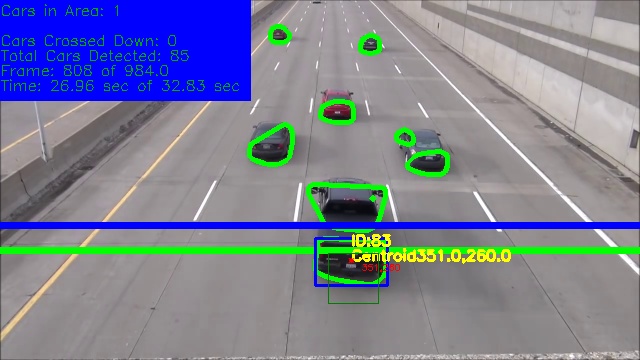 Cars in Area: 1
Cars Crossed Down: 0
Total Cars Detected: 85
Frame: 808 of 984.0
Time: 26.96 sec of 32.83 sec
ID:83
Centroid351.0,260.0